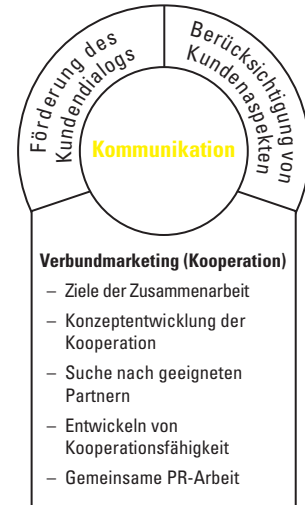 Förderung des
Kundendialogs
Berücksichtigung von
Kundenaspekten
Kommunikation
Verbundmarketing (Kooperation)
– Ziele der Zusammenarbeit
– Konzeptentwicklung der
Kooperation
– Suche nach geeigneten
Partnern
– Entwickeln von
Kooperationsfähigkeit
– Gemeinsame PR-Arbeit